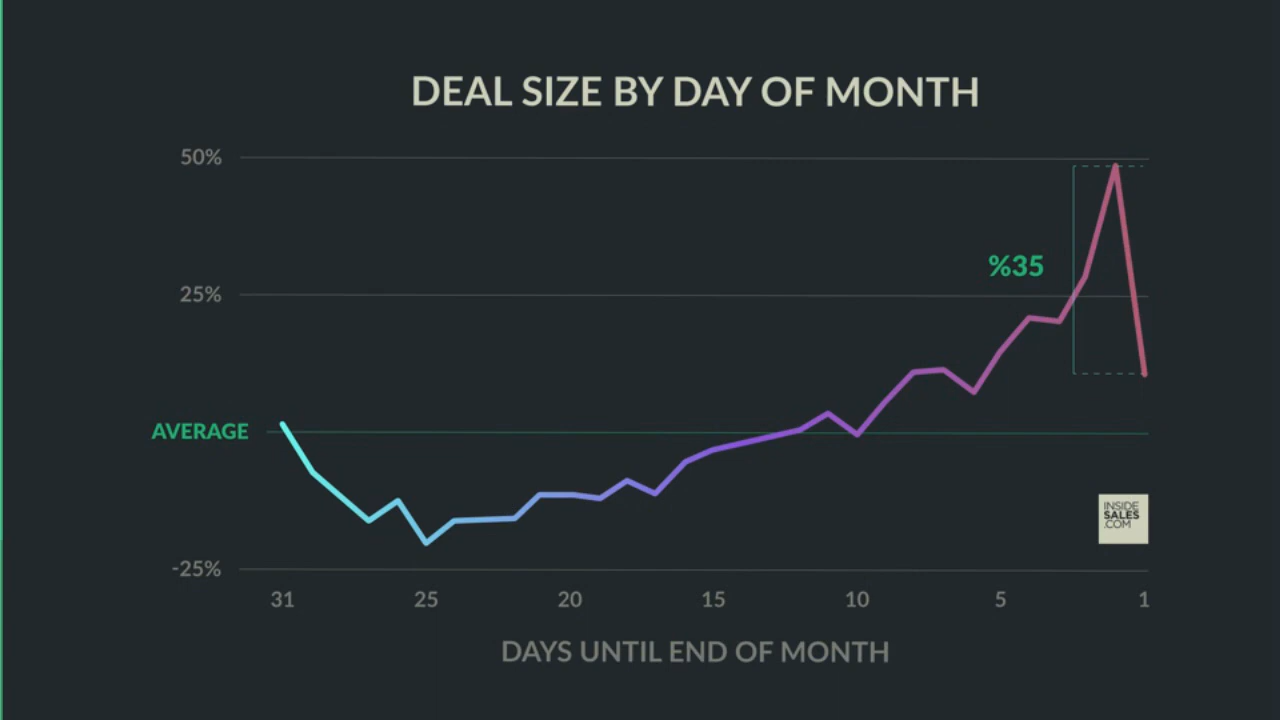 DEAL SIZE BY DAY OF MONTH
50%
%35
25%
AVERAGE
INSIDE
SALES
.COM
-25%
31 25 20 15 10 5 1
DAYS UNTIL END OF MONTH